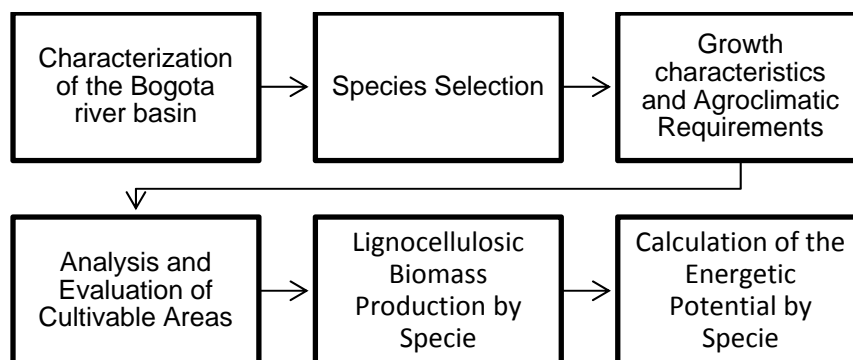 Characterization
of the Bogota
river basin
Species Selection
Growth
characteristics
and Agroclimatic
Requirements
Analysis and
Evaluation of
Cultivable Areas
Lignocellulosic
Biomass
Production by
Specie
Calculation of the
Energetic
Potential by
Specie